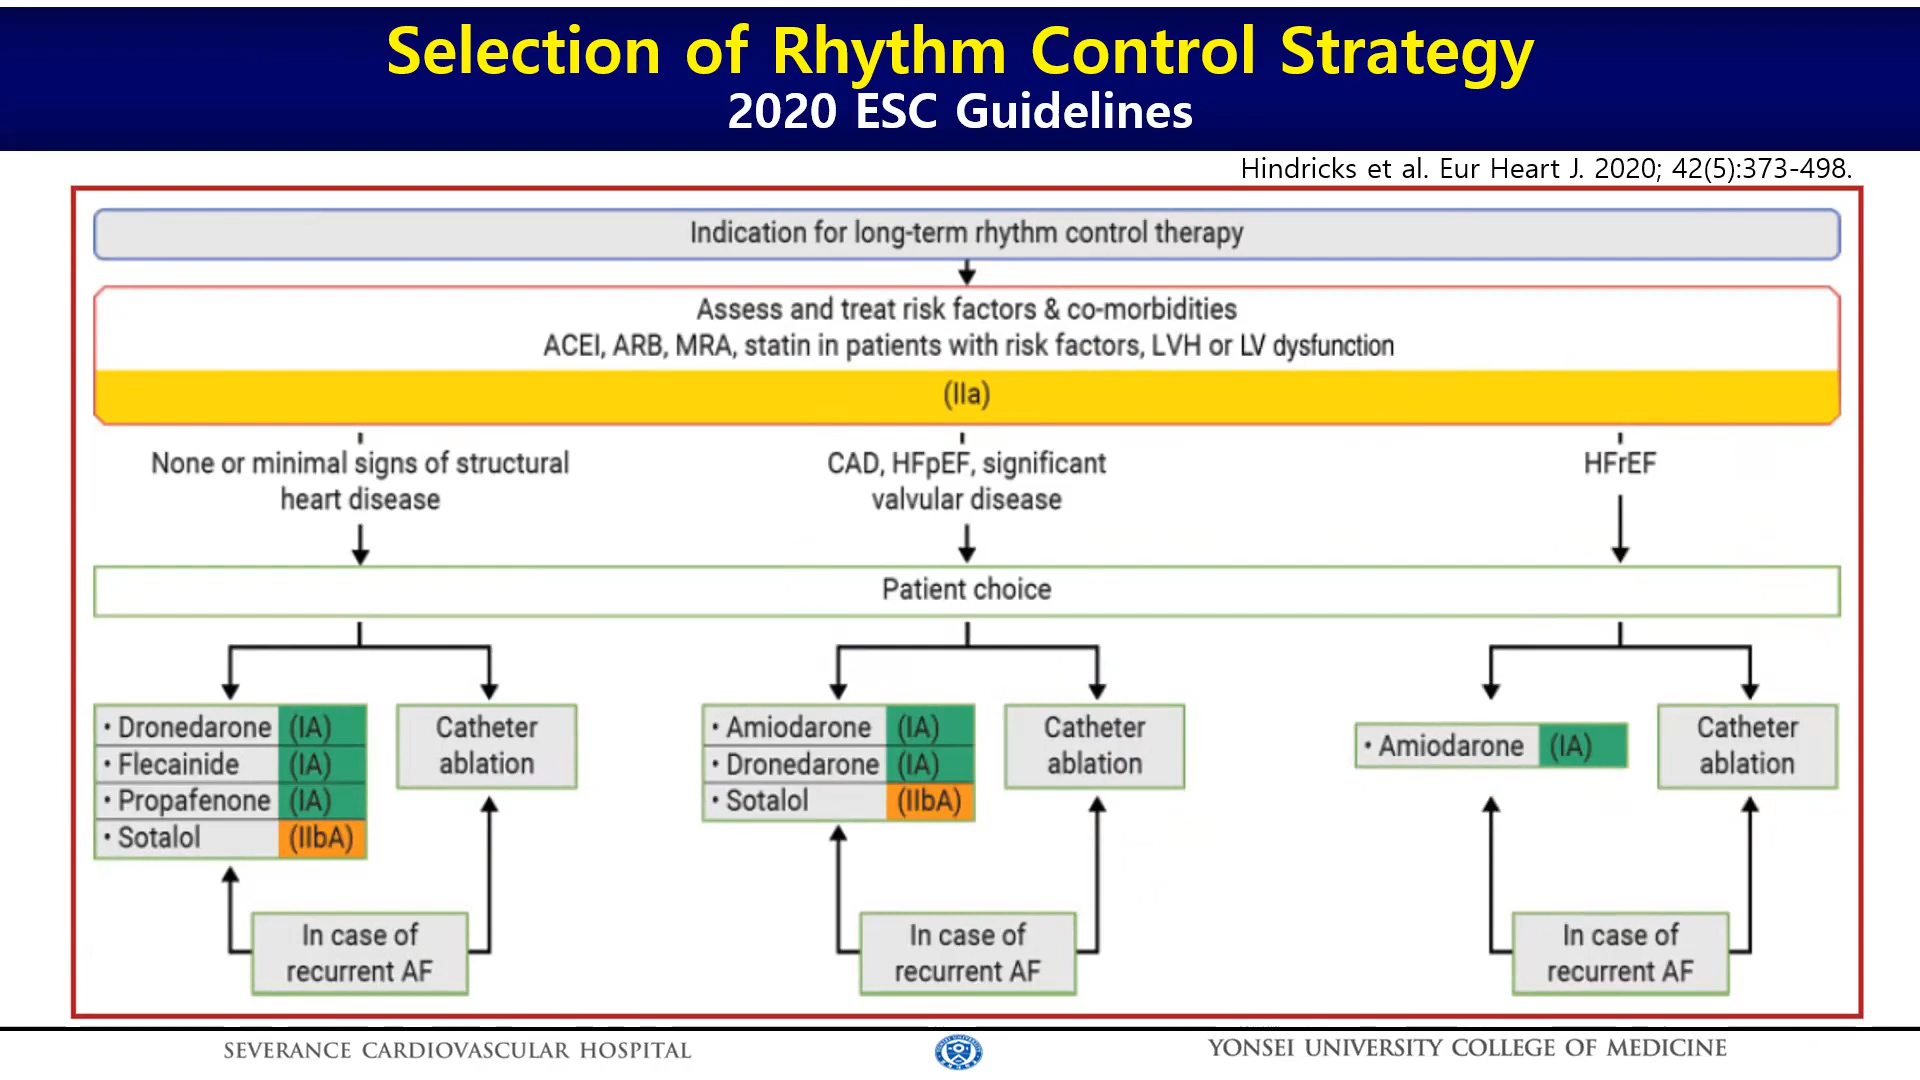 Selection of Rhythm Control Strategy
2020 ESC Guidelines
Hindricks et al. Eur Heart J. 2020; 42(5):373-498.
Indication for long-term rhythm control therapy
Assess and treat risk factors & co-morbidities
ACEI, ARB, MRA, statin in patients with risk factors, LVH or LV dysfunction
(IIa)
None or minimal signs of structural
heart disease
CAD, HFpEF, significant
valvular disease
HFrEF
Patient choice
• Dronedarone (IA)
• Flecainide (IA)
• Propafenone (IA)
• Sotalol (IIbA)
Catheter
ablation
• Amiodarone (IA)
• Dronedarone (IA)
• Sotalol (IIbA)
Catheter
ablation
• Amiodarone (IA)
Catheter
ablation
In case of
recurrent AF
In case of
recurrent AF
In case of
recurrent AF
SEVERANCE CARDIOVASCULAR HOSPITAL
YONSEI UNIVERSITY COLLEGE OF MEDICINE